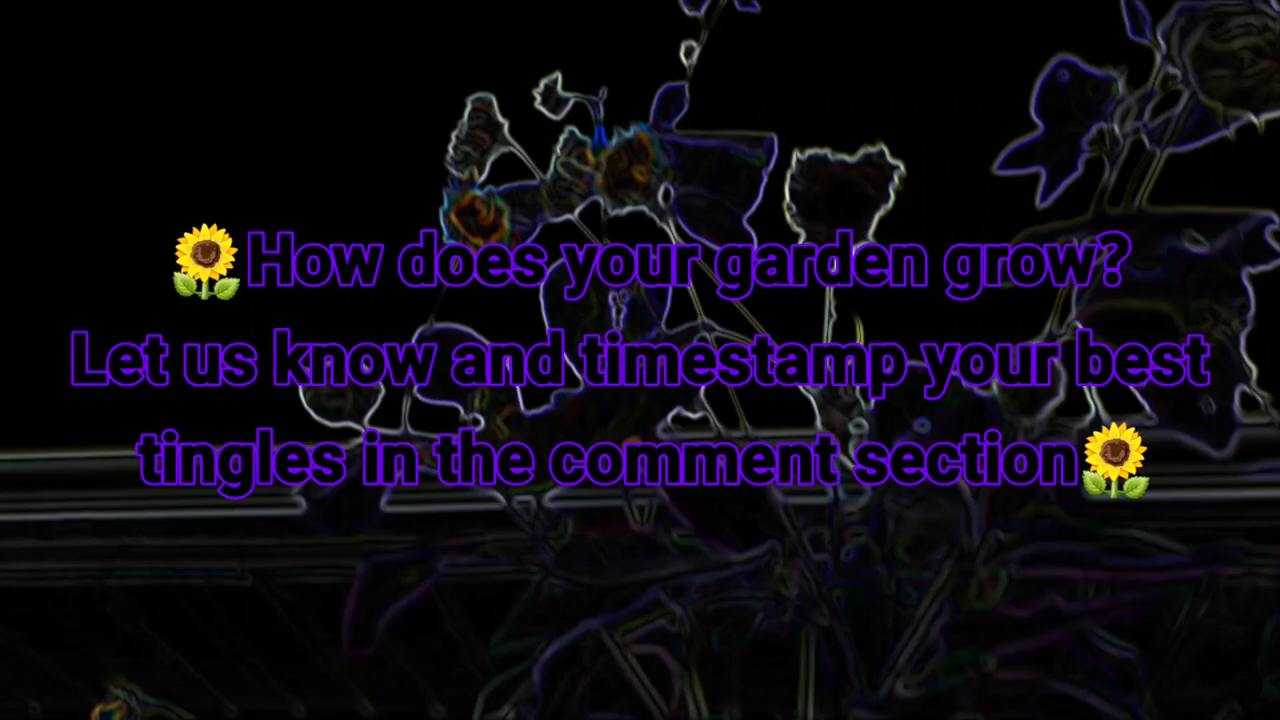 🌻How does your garden grow?
Let us know and timestamp your best
tingles in the comment section🌻